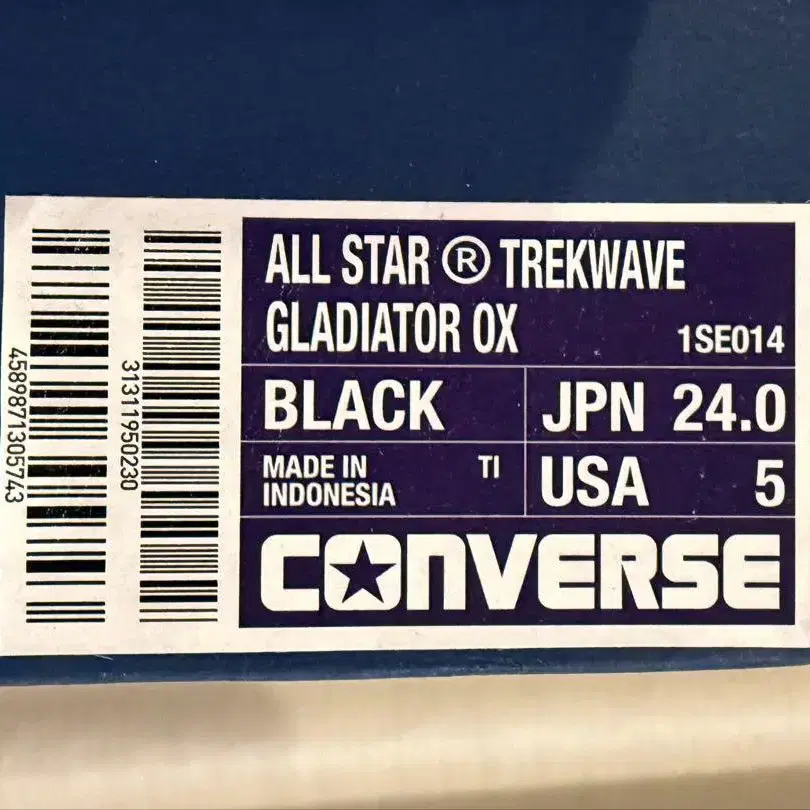 4589871305743
31311950230
ALL STAR ® TREKWAVE
GLADIATOR OX 1SE014
BLACK JPN 24.0
MADE IN TI
INDONESIA
USA 5
CONVERSE